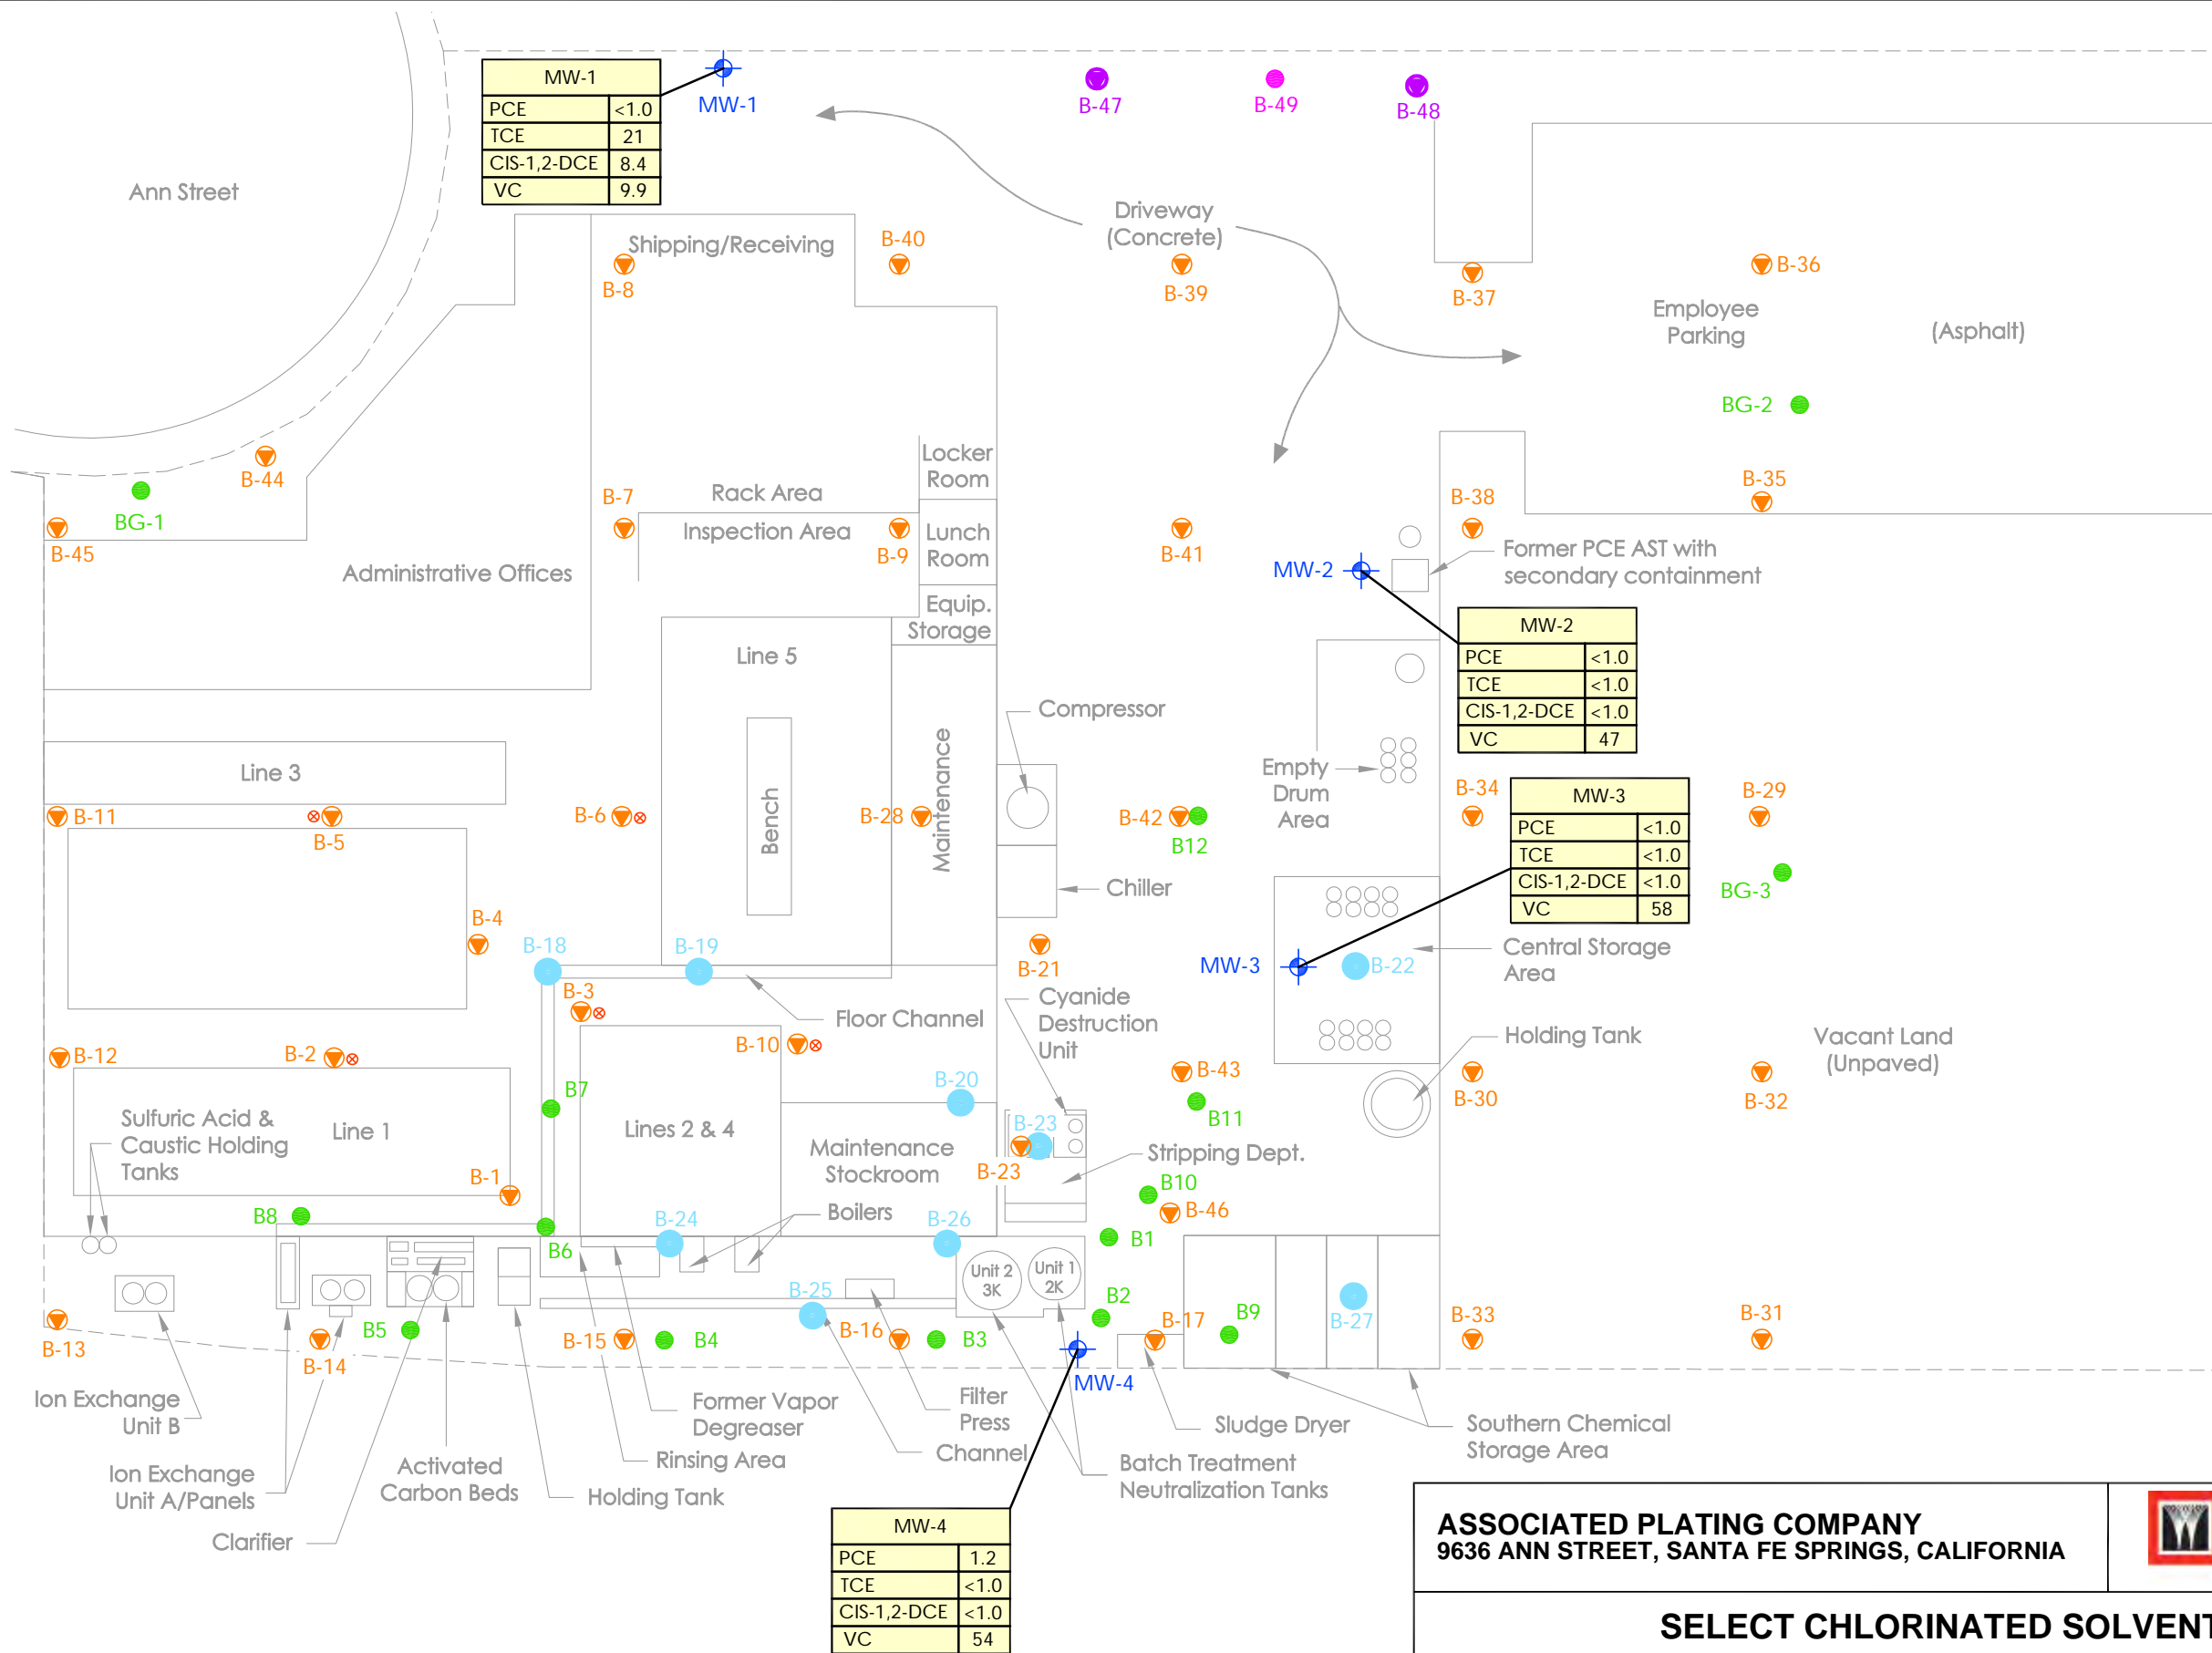 MW-1
PCE <1.0
TCE 21
CIS-1,2-DCE 8.4
VC 9.9
MW-1
B-47
B-49
B-48
Ann Street
Driveway
(Concrete)
Shipping/Receiving
B-40
B-8
B-39
B-37
B-36
Employee
Parking
(Asphalt)
BG-2
B-44
BG-1
B-45
Locker
Room
Rack Area
B-7
Inspection Area
B-9
Lunch
Room
B-41
B-38
B-35
Administrative Offices
MW-2
Former PCE AST with
secondary containment
Equip.
Storage
MW-2
PCE <1.0
TCE <1.0
CIS-1,2-DCE <1.0
VC 47
Line 5
Compressor
Bench
Maintenance
Line 3
Empty
Drum
Area
B-34
B-29
MW-3
PCE <1.0
TCE <1.0
CIS-1,2-DCE <1.0
VC 58
B-11
B-5
B-6
B-28
B-42
B12
Chiller
BG-3
B-4
B-18
B-19
B-21
MW-3
B-22
Central Storage
Area
B-3
Floor Channel
Cyanide
Destruction
Unit
Holding Tank
Vacant Land
(Unpaved)
B-12
B-2
B-10
B-43
B-30
B-32
B7
B-20
B11
Sulfuric Acid &
Caustic Holding
Tanks
Line 1
Lines 2 & 4
Maintenance
Stockroom
B-23
B-23
Stripping Dept.
B-1
B10
B8
Boilers
B-46
B-24
B-26
B6
B1
Unit 2
3K
Unit 1
2K
B-25
B2
B-13
B-14
B5
B-15
B4
B-16
B3
B-17
B9
B-27
B-33
B-31
MW-4
Ion Exchange
Unit B
Former Vapor
Degreaser
Filter
Press
Sludge Dryer
Southern Chemical
Storage Area
Rinsing Area
Channel
Ion Exchange
Unit A/Panels
Activated
Carbon Beds
Holding Tank
Batch Treatment
Neutralization Tanks
Clarifier
MW-4
PCE 1.2
TCE <1.0
CIS-1,2-DCE <1.0
VC 54
ASSOCIATED PLATING COMPANY
9636 ANN STREET, SANTA FE SPRINGS, CALIFORNIA
W
SELECT CHLORINATED SOLVENT